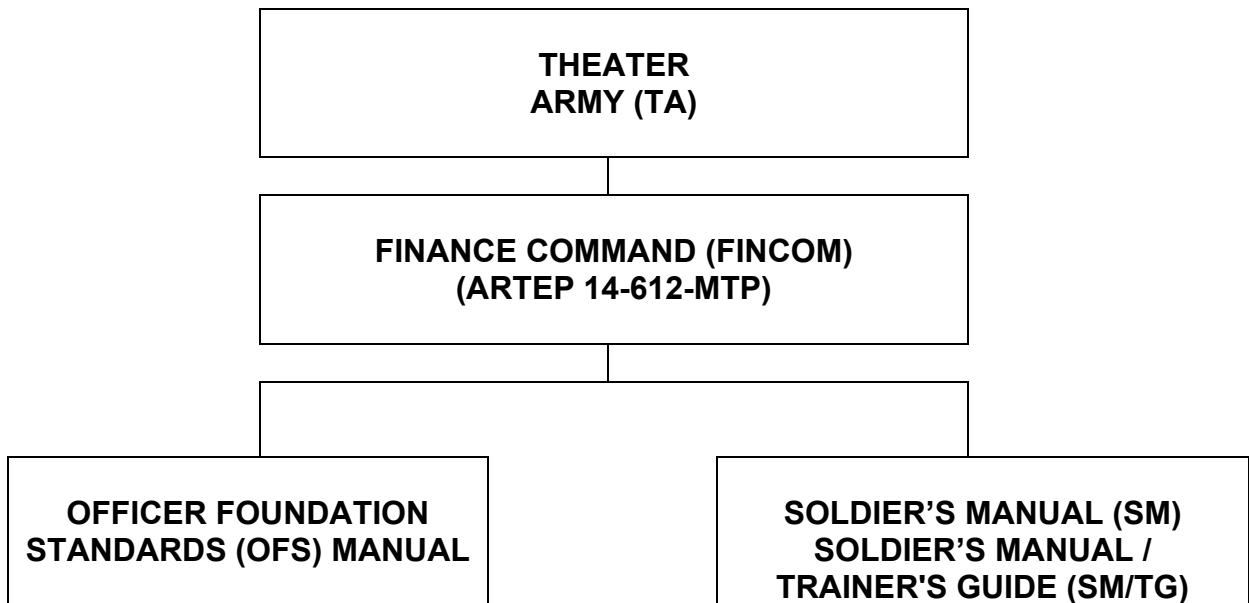 THEATER
ARMY (TA)
FINANCE COMMAND (FINCOM)
(ARTEP 14-612-MTP)
OFFICER FOUNDATION
STANDARDS (OFS) MANUAL
SOLDIER’S MANUAL (SM)
SOLDIER’S MANUAL /
TRAINER'S GUIDE (SM/TG)